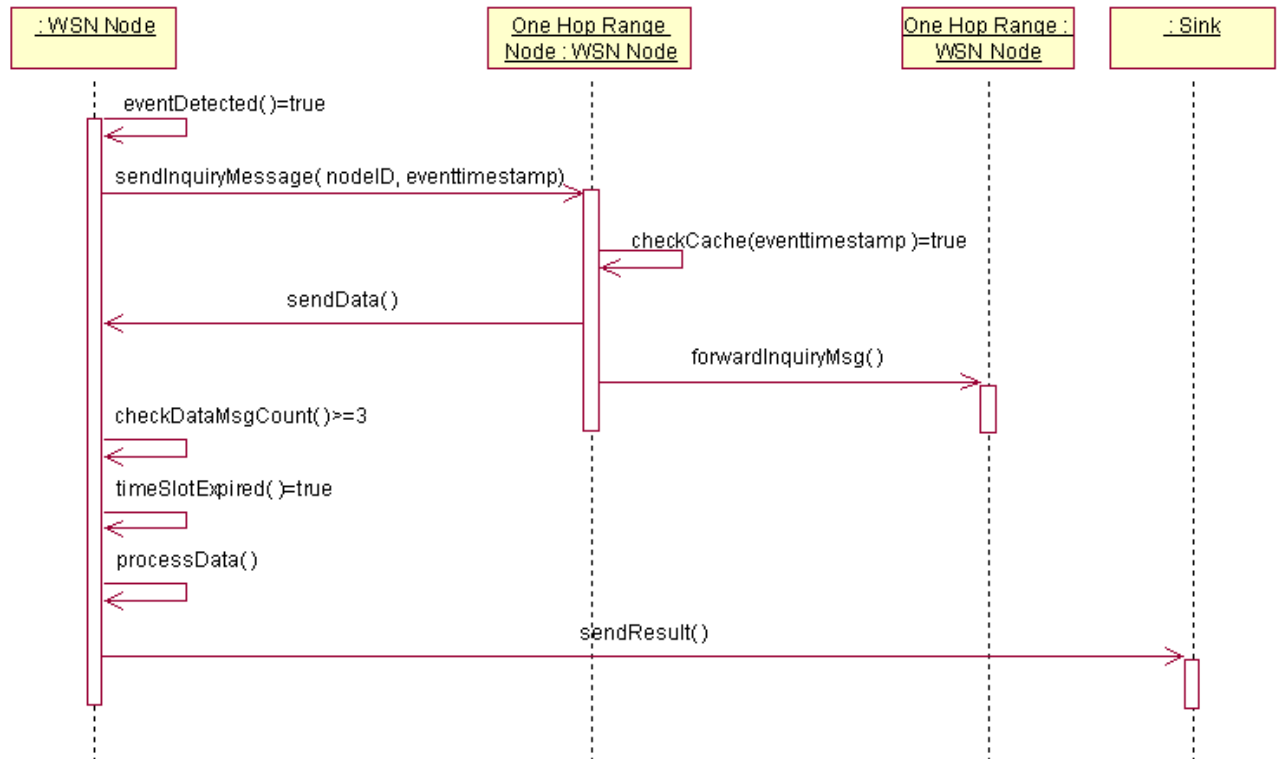 : WSN Node
One Hop Range
Node : WSN Node
One Hop Range :
WSN Node
: Sink
eventDetected()=true
sendInquiryMessage( nodeID, eventtimestamp)
checkCache(eventtimestamp )=true
sendData()
forwardInquiryMsg()
checkDataMsgCount()>=3
timeSlotExpired( )=true
processData()
sendResult()